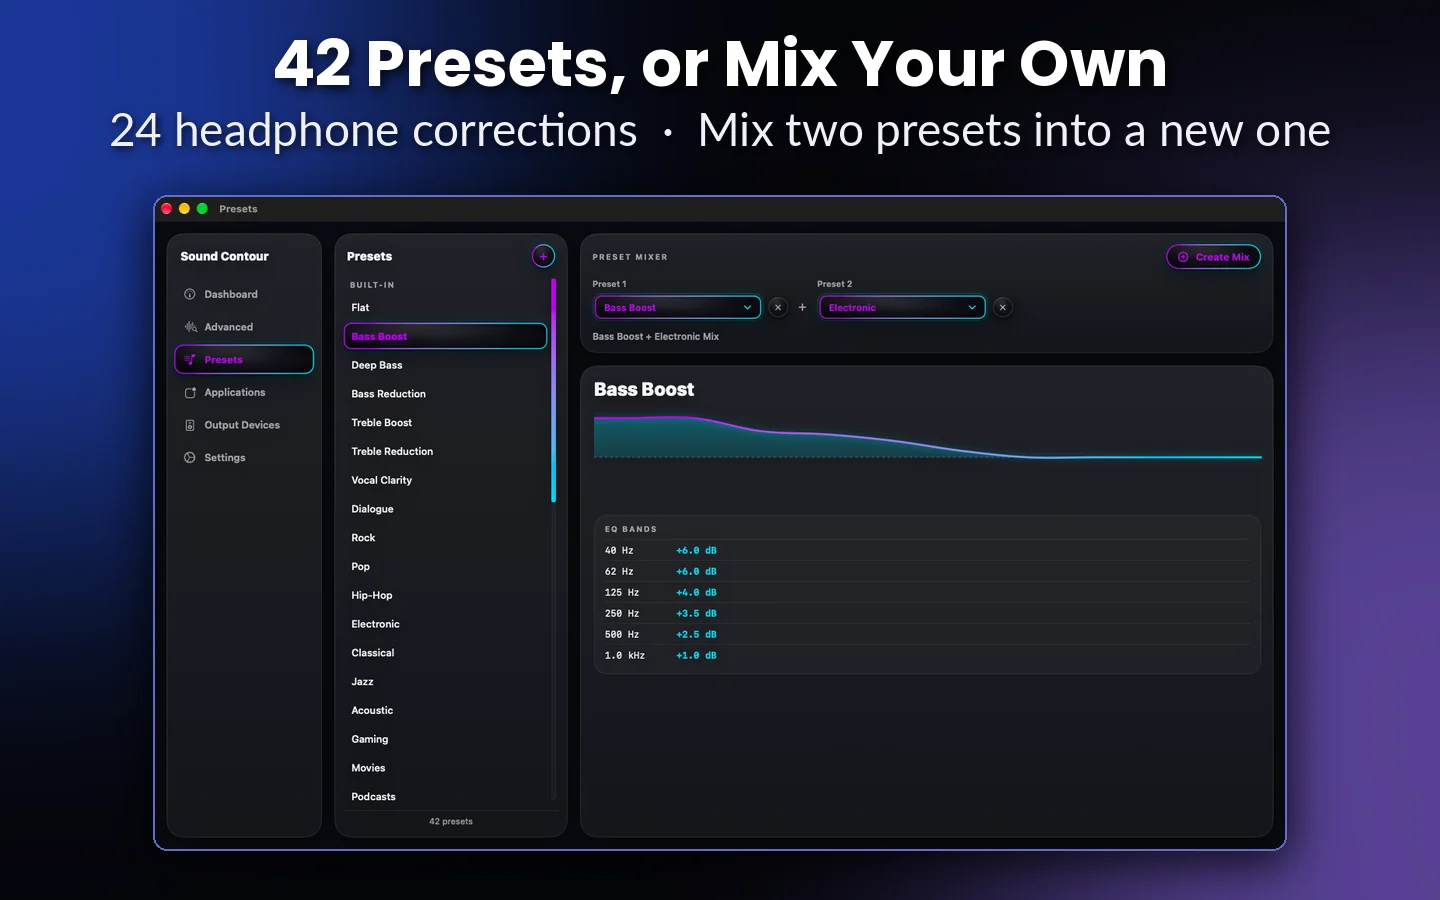 42 Presets, or Mix Your Own
24 headphone corrections · Mix two presets into a new one
Presets
Sound Contour
Dashboard
Advanced
Presets
Applications
Output Devices
Settings
Presets
+
BUILT-IN
Flat
Bass Boost
Deep Bass
Bass Reduction
Treble Boost
Treble Reduction
Vocal Clarity
Dialogue
Rock
Pop
Hip-Hop
Electronic
Classical
Jazz
Acoustic
Gaming
Movies
Podcasts
42 presets
PRESET MIXER
Create Mix
Preset 1
Preset 2
Bass Boost + Electronic
Bass Boost + Electronic Mix
Bass Boost
EQ BANDS
40 Hz +6.0 dB
62 Hz +6.0 dB
125 Hz +4.0 dB
250 Hz +3.5 dB
500 Hz +2.5 dB
1.0 kHz +1.0 dB